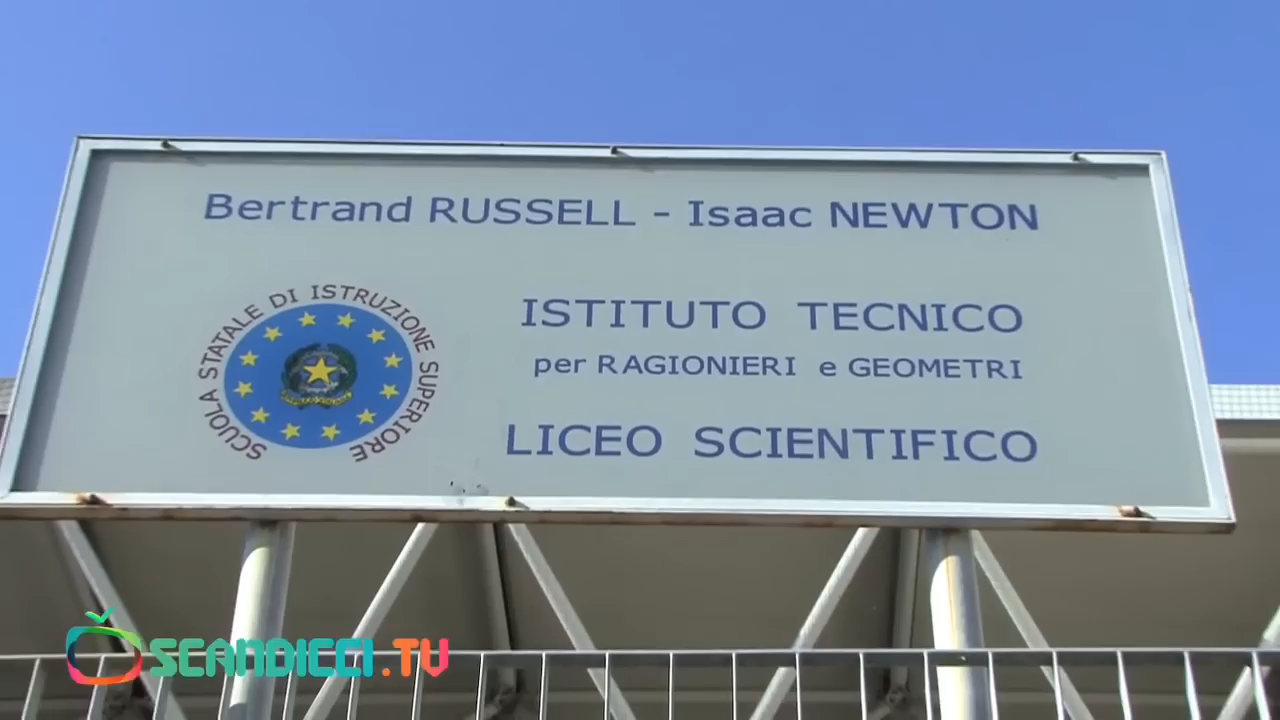 Bertrand RUSSELL - Isaac NEWTON
SCUOLA STATALE DI ISTRUZIONE SUPERIORE
ISTITUTO TECNICO
per RAGIONIERI e GEOMETRI
LICEO SCIENTIFICO
SCANDICCI.TV